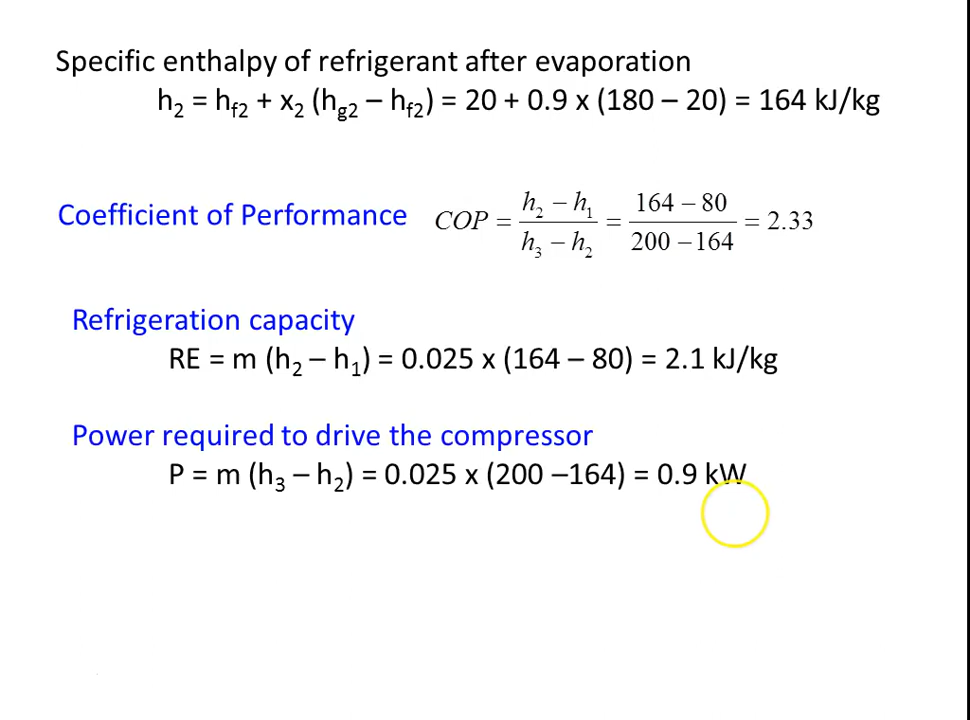 Specific enthalpy of refrigerant after evaporation
h₂ = hf2 + x₂ (hg2 – hf2) = 20 + 0.9 x (180 – 20) = 164 kJ/kg
Coefficient of Performance COP = (h₂ − h₁)/(h₃ − h₂) = (164 − 80)/(200 − 164) = 2.33
Refrigeration capacity
RE = m (h₂ – h₁) = 0.025 x (164 – 80) = 2.1 kJ/kg
Power required to drive the compressor
P = m (h₃ – h₂) = 0.025 x (200 –164) = 0.9 kW